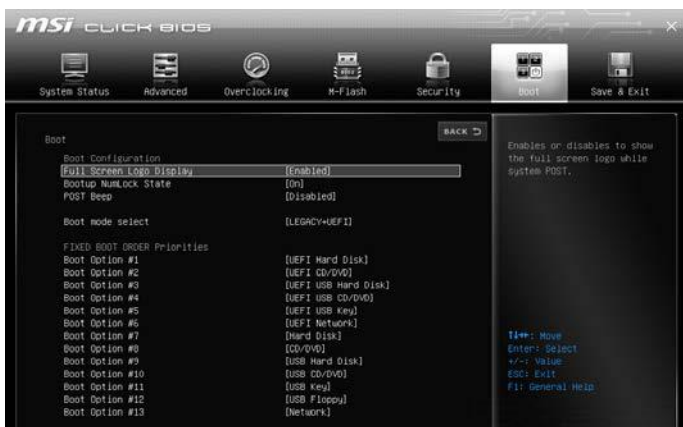 msi CLICK BIOS
System Status Advanced Overclocking M-Flash Security Boot Save & Exit
Boot
BACK
Boot Configuration
Full Screen Logo Display [Enabled]
Bootup NumLock State [On]
POST Beep [Disabled]
Boot mode select [LEGACY+UEFI]
FIXED BOOT ORDER Priorities
Boot Option #1 [UEFI Hard Disk]
Boot Option #2 [UEFI CD/DVD]
Boot Option #3 [UEFI USB Hard Disk]
Boot Option #4 [UEFI USB CD/DVD]
Boot Option #5 [UEFI USB Key]
Boot Option #6 [UEFI Network]
Boot Option #7 [Hard Disk]
Boot Option #8 [CD/DVD]
Boot Option #9 [USB Hard Disk]
Boot Option #10 [USB CD/DVD]
Boot Option #11 [USB Key]
Boot Option #12 [USB Floppy]
Boot Option #13 [Network]
Enables or disables to show
the full screen logo while
system POST.
↑↓←→: Move
Enter: Select
+/-: Value
ESC: Exit
F1: General Help